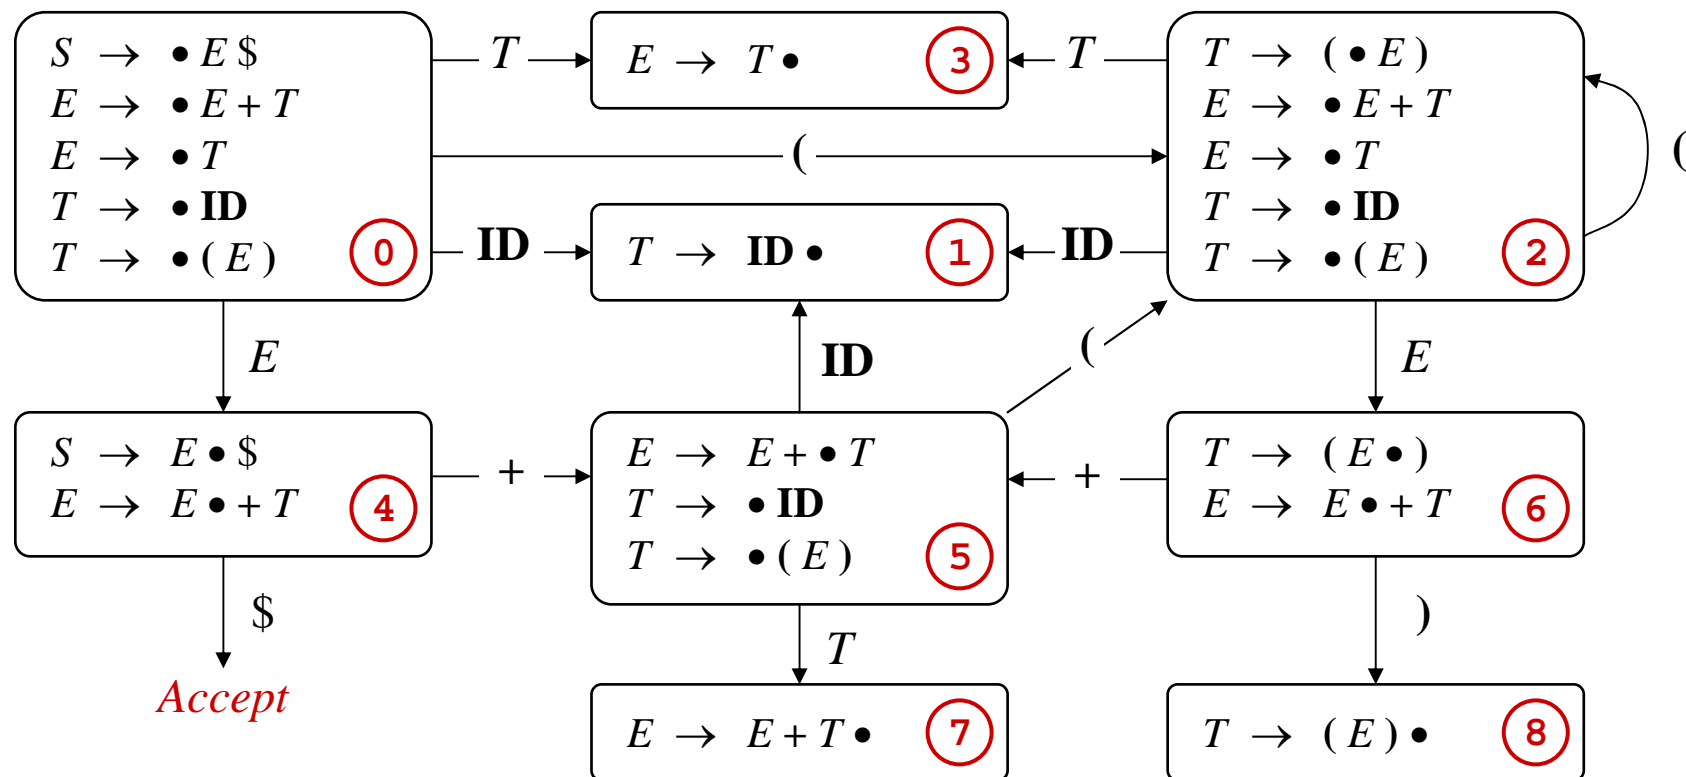 S → • E $
E → • E + T
E → • T
T → • ID
T → • ( E )
0
T
E → T •
3
T
T → ( • E )
E → • E + T
E → • T
T → • ID
T → • ( E )
2
(
(
ID
T → ID •
1
ID
E
ID
(
E
S → E • $
E → E • + T
4
+
E → E + • T
T → • ID
T → • ( E )
5
+
T → ( E • )
E → E • + T
6
$
T
)
Accept
E → E + T •
7
T → ( E ) •
8